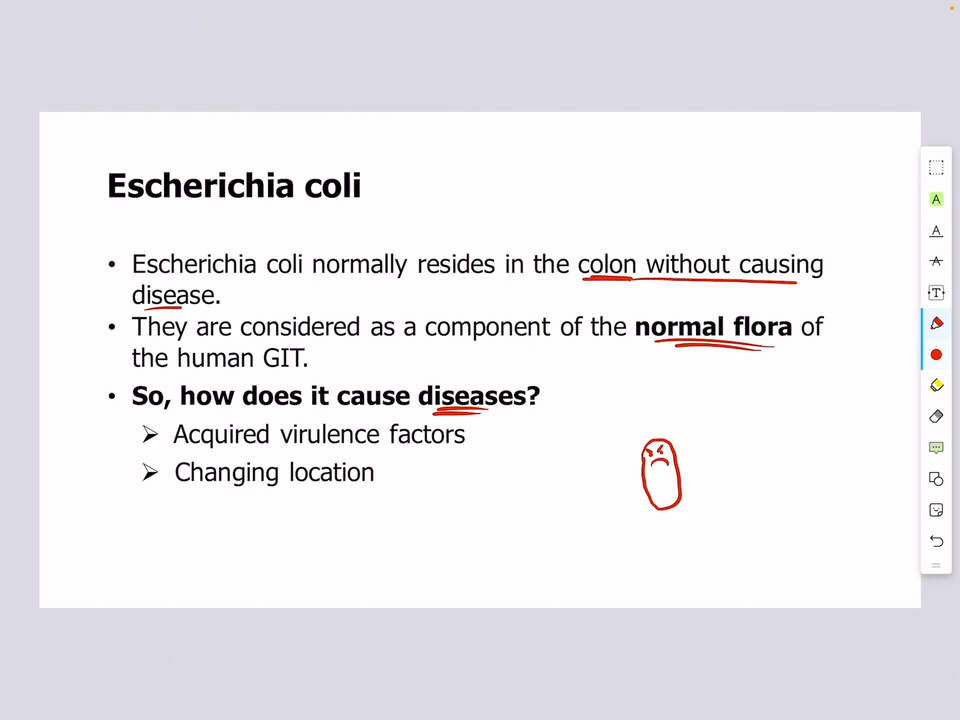 Escherichia coli
• Escherichia coli normally resides in the colon without causing
disease.
• They are considered as a component of the normal flora of
the human GIT.
• So, how does it cause diseases?
➢ Acquired virulence factors
➢ Changing location
A
A
A
T